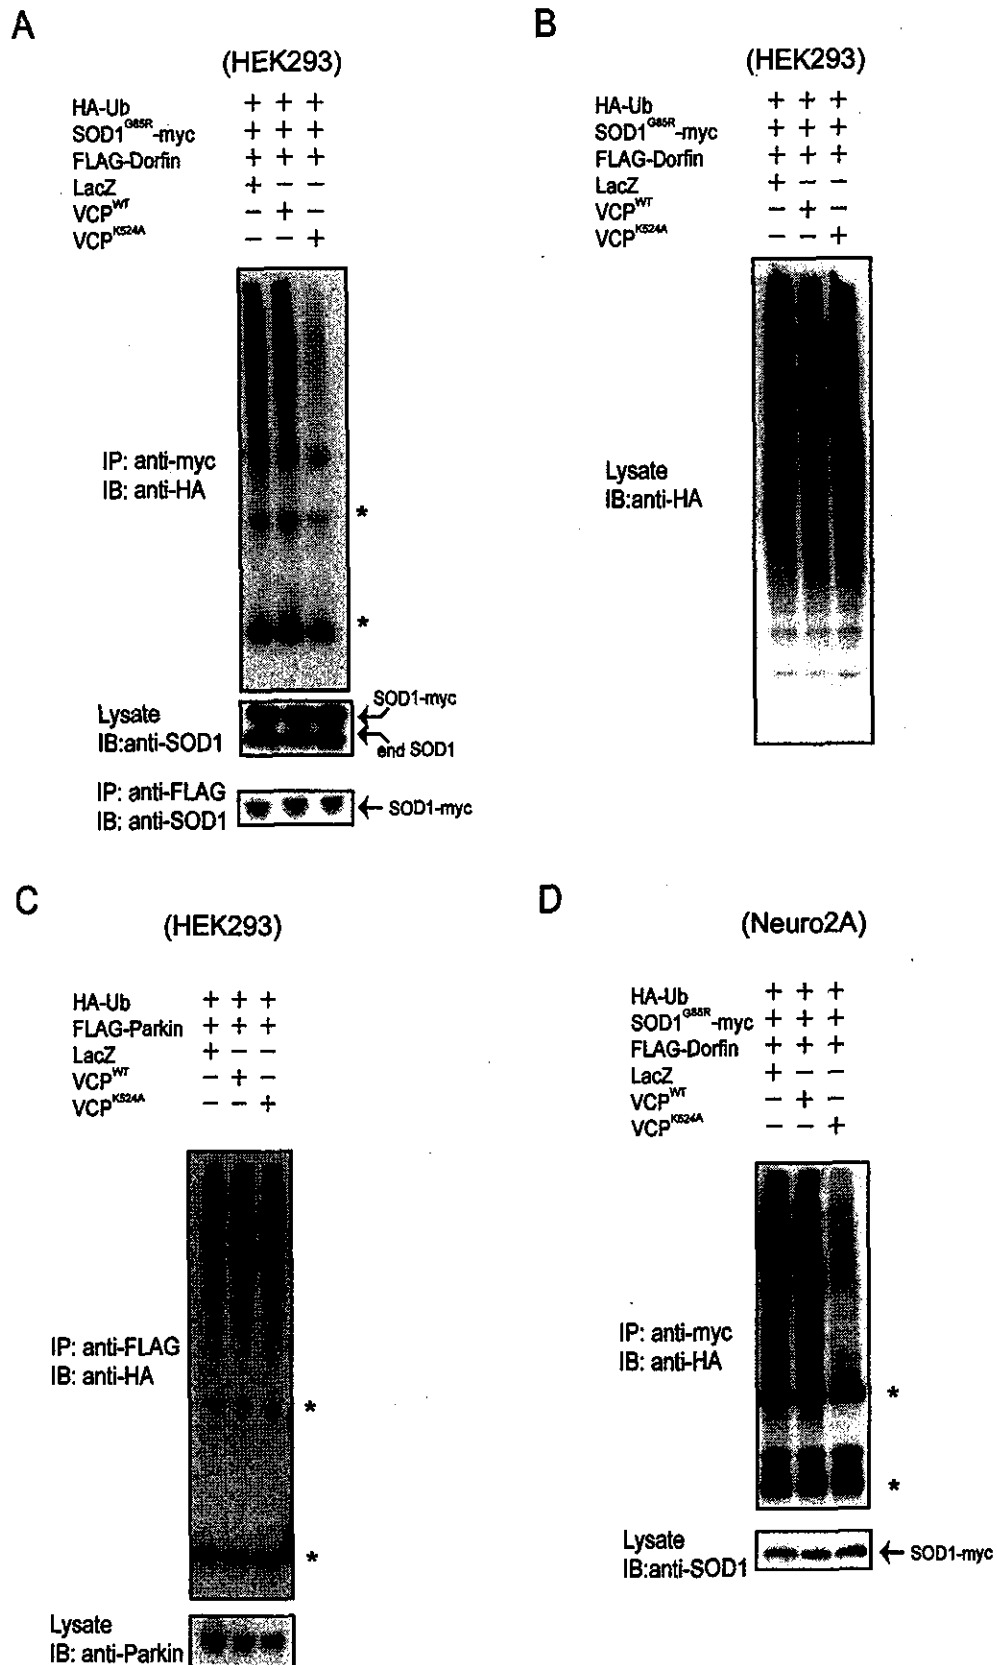 A
(HEK293)
HA-Ub + + +
SOD1G85R-myc + + +
FLAG-Dorfin + + +
LacZ + − −
VCPWT − + −
VCPK524A − − +
IP: anti-myc
IB: anti-HA
*
*
Lysate
IB:anti-SOD1
SOD1-myc
end SOD1
IP: anti-FLAG
IB: anti-SOD1
SOD1-myc
B
(HEK293)
HA-Ub + + +
SOD1G85R-myc + + +
FLAG-Dorfin + + +
LacZ + − −
VCPWT − + −
VCPK524A − − +
Lysate
IB:anti-HA
C
(HEK293)
HA-Ub + + +
FLAG-Parkin + + +
LacZ + − −
VCPWT − + −
VCPK524A − − +
IP: anti-FLAG
IB: anti-HA
*
*
Lysate
IB: anti-Parkin
D
(Neuro2A)
HA-Ub + + +
SOD1G85R-myc + + +
FLAG-Dorfin + + +
LacZ + − −
VCPWT − + −
VCPK524A − − +
IP: anti-myc
IB: anti-HA
*
*
Lysate
IB:anti-SOD1
SOD1-myc